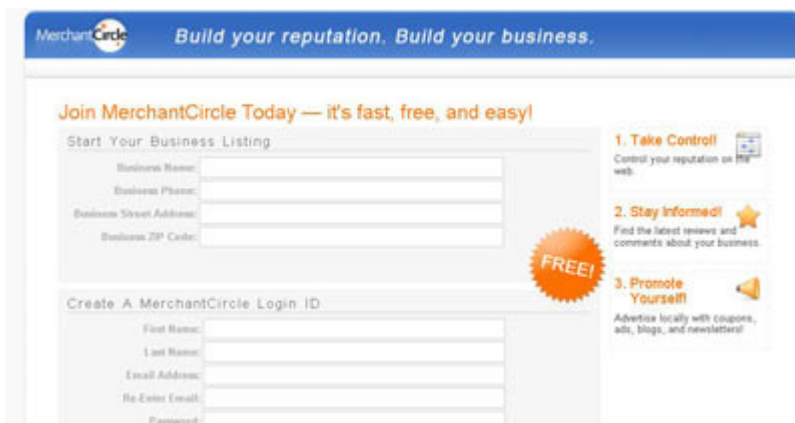 MerchantCircle Build your reputation. Build your business.
Join MerchantCircle Today — it's fast, free, and easy!
Start Your Business Listing
Business Name:
Business Phone:
Business Street Address:
Business ZIP Code:
FREE!
Create A MerchantCircle Login ID
First Name:
Last Name:
Email Address:
Re-Enter Email:
Password:
1. Take Control!
Control your reputation on the
web.
2. Stay Informed!
Find the latest reviews and
comments about your business.
3. Promote
Yourself!
Advertise locally with coupons,
ads, blogs, and newsletters!